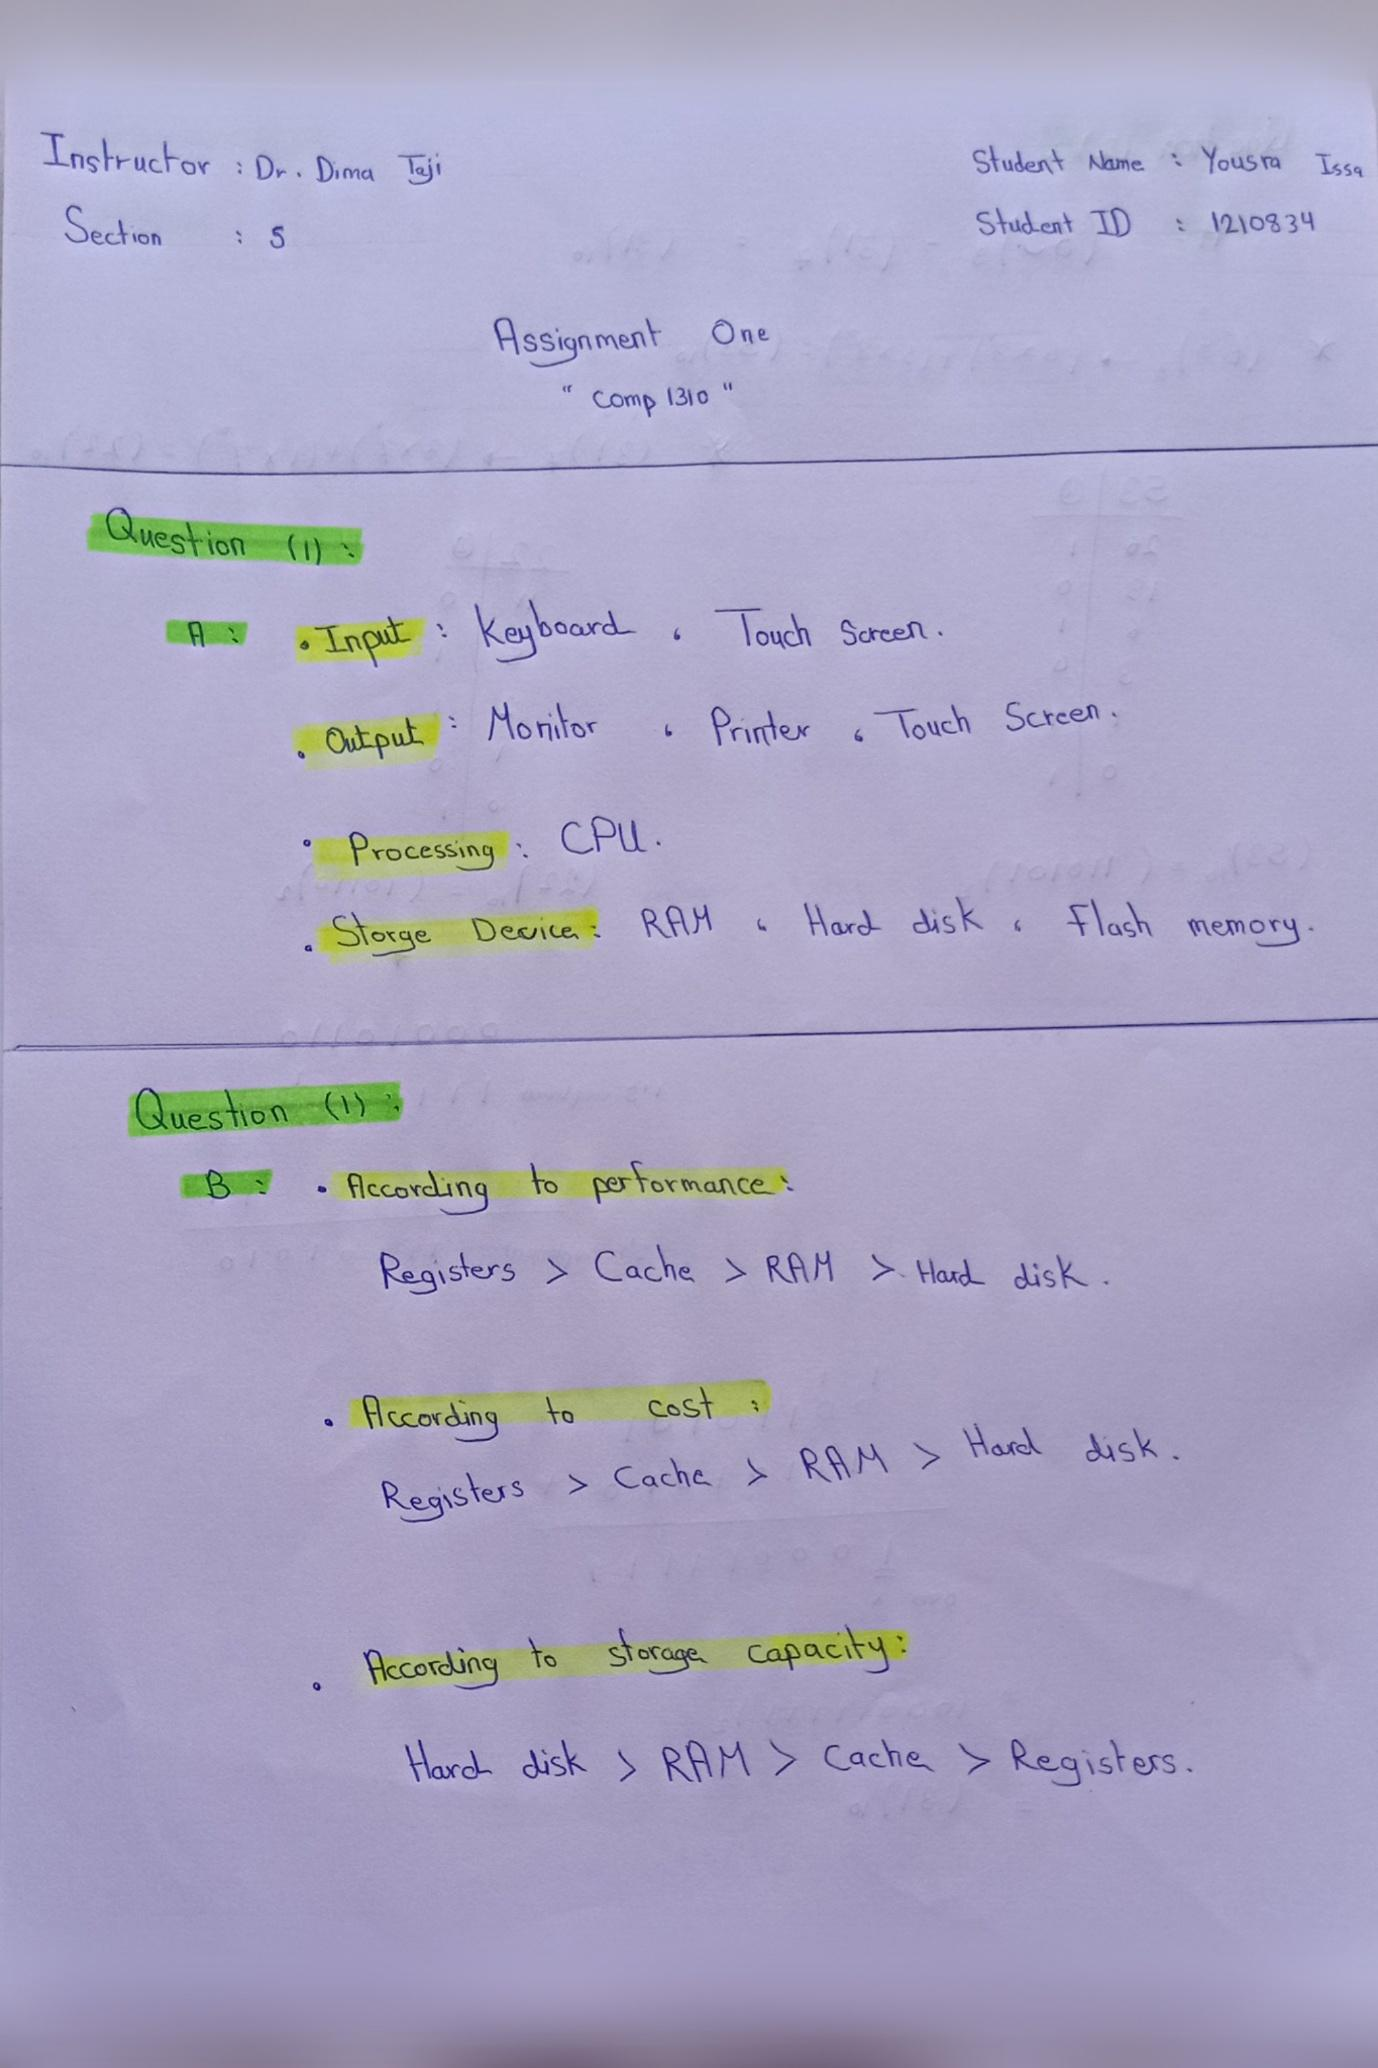 Instructor : Dr. Dima Taji
Student Name : Yousra Issa
Section : 5
Student ID : 1210834
Assignment One
" Comp 1310 "
Question (1) :
A : • Input : Keyboard ، Touch Screen.
• Output : Monitor ، Printer ، Touch Screen.
• Processing : CPU.
• Storge Device : RAM ، Hard disk ، Flash memory.
Question (1) :
B : • According to performance :
Registers > Cache > RAM > Hard disk.
• According to cost :
Registers > Cache > RAM > Hard disk.
• According to storage capacity :
Hard disk > RAM > Cache > Registers.